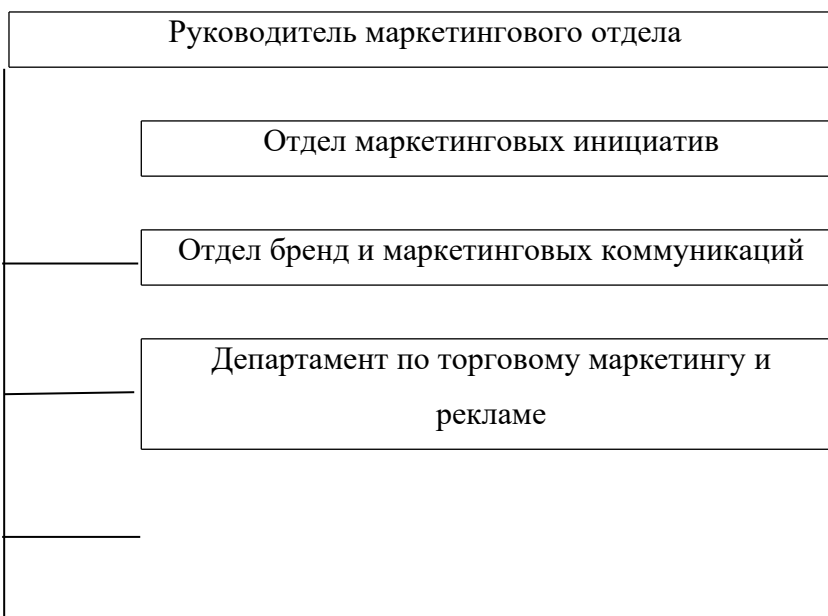 Руководитель маркетингового отдела
Отдел маркетинговых инициатив
Отдел бренд и маркетинговых коммуникаций
Департамент по торговому маркетингу и
рекламе